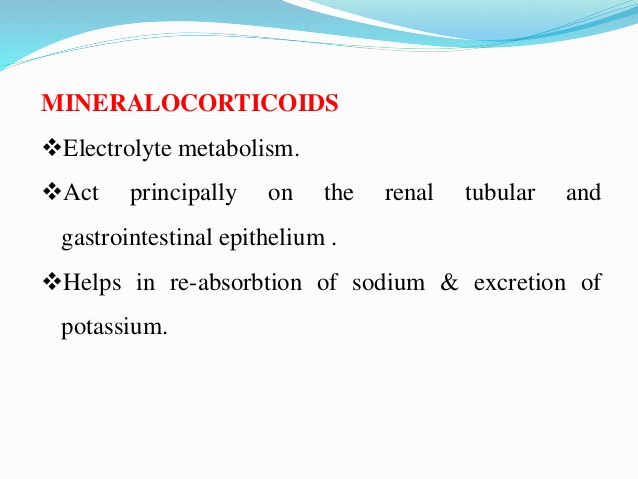 MINERALOCORTICOIDS
❖Electrolyte metabolism.
❖Act principally on the renal tubular and
gastrointestinal epithelium .
❖Helps in re-absorbtion of sodium & excretion of
potassium.